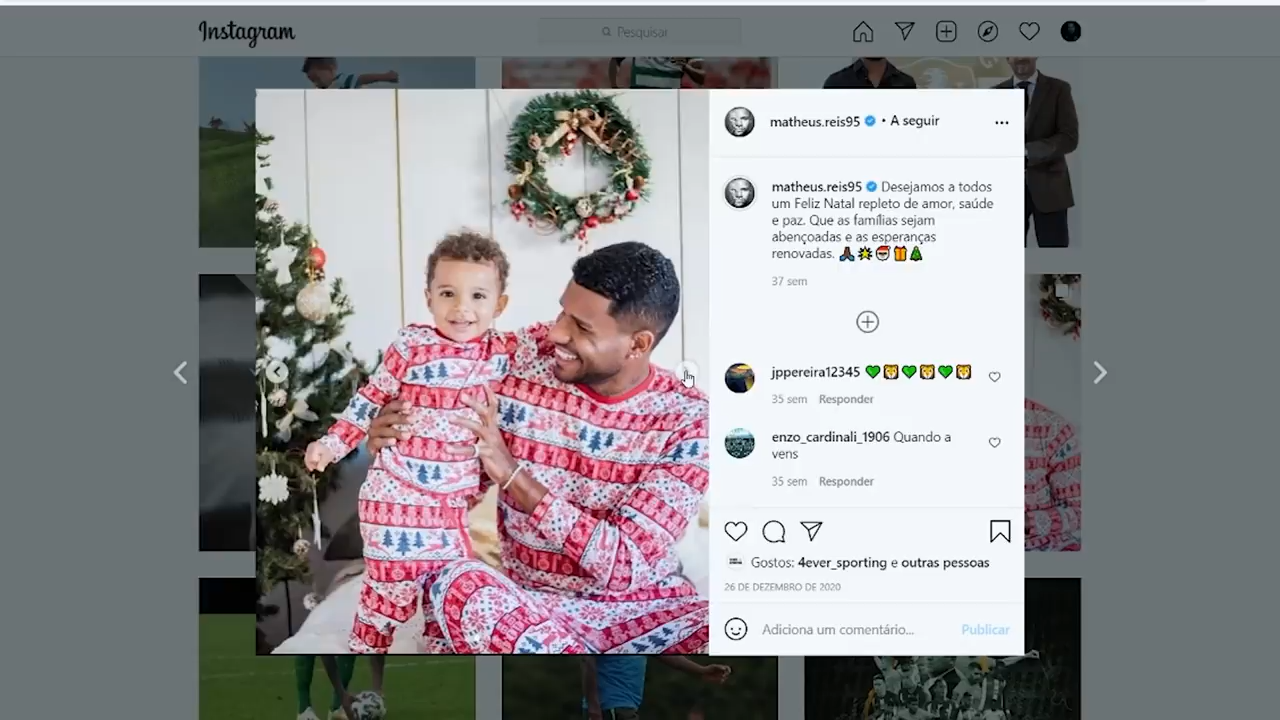 Instagram
Pesquisar
matheus.reis95 • A seguir
matheus.reis95 Desejamos a todos
um Feliz Natal repleto de amor, saúde
e paz. Que as famílias sejam
abençoadas e as esperanças
renovadas. 🙏🏾🌟🎅🏾🎁🎄
37 sem
jppereira12345 💚🦁💚🦁💚🦁
35 sem Responder
enzo_cardinali_1906 Quando a
vens
35 sem Responder
Gostos: 4ever_sporting e outras pessoas
26 DE DEZEMBRO DE 2020
Adiciona um comentário... Publicar